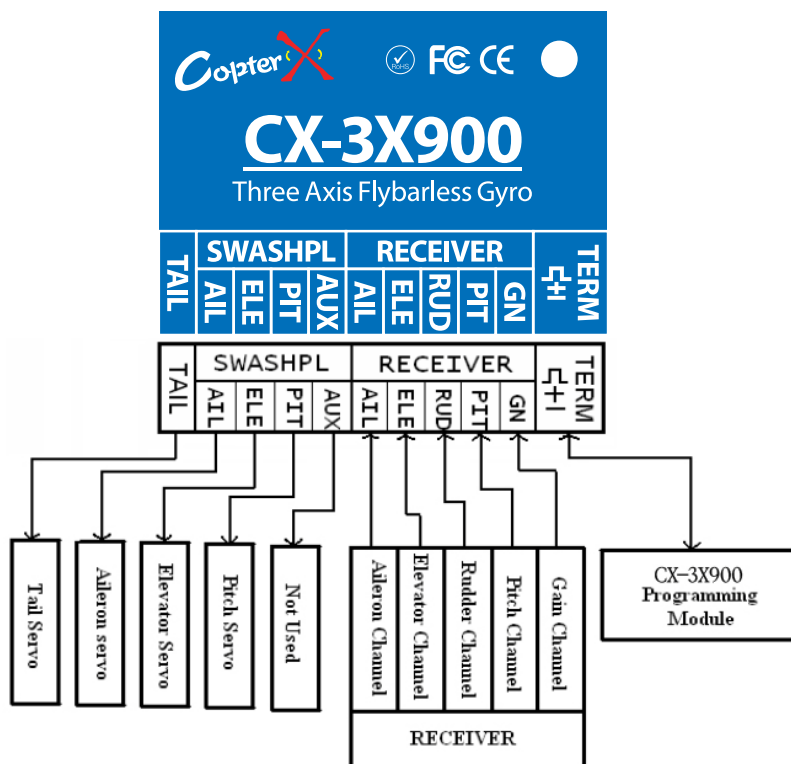 CopterX
RoHS FC CE
CX-3X900
Three Axis Flybarless Gyro
TAIL SWASHPL RECEIVER TERM
AIL ELE PIT AUX AIL ELE RUD PIT GN
TAIL SWASHPL RECEIVER TERM
AIL ELE PIT AUX AIL ELE RUD PIT GN
Tail Servo
Aileron servo
Elevator Servo
Pitch Servo
Not Used
Aileron Channel
Elevator Channel
Rudder Channel
Pitch Channel
Gain Channel
RECEIVER
CX-3X900
Programming
Module